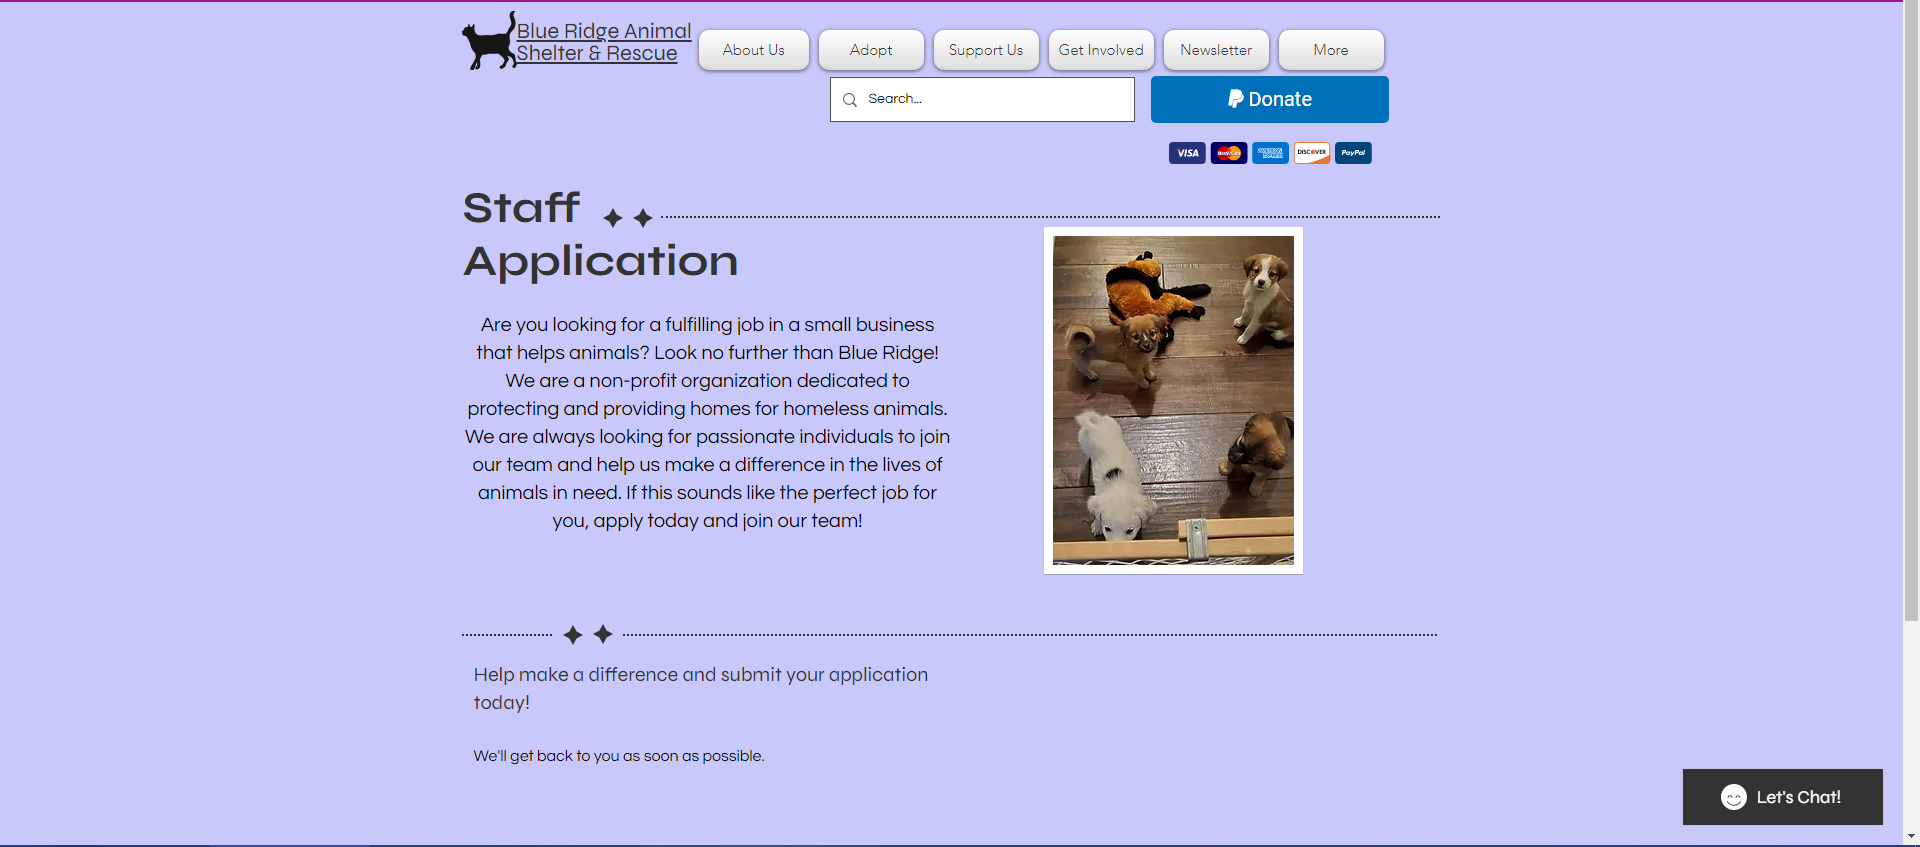 Blue Ridge Animal
Shelter & Rescue
About Us
Adopt
Support Us
Get Involved
Newsletter
More
Search...
Donate
VISA
MasterCard
AMERICAN EXPRESS
DISCOVER
PayPal
Staff
Application
Are you looking for a fulfilling job in a small business
that helps animals? Look no further than Blue Ridge!
We are a non-profit organization dedicated to
protecting and providing homes for homeless animals.
We are always looking for passionate individuals to join
our team and help us make a difference in the lives of
animals in need. If this sounds like the perfect job for
you, apply today and join our team!
Help make a difference and submit your application
today!
We'll get back to you as soon as possible.
Let's Chat!